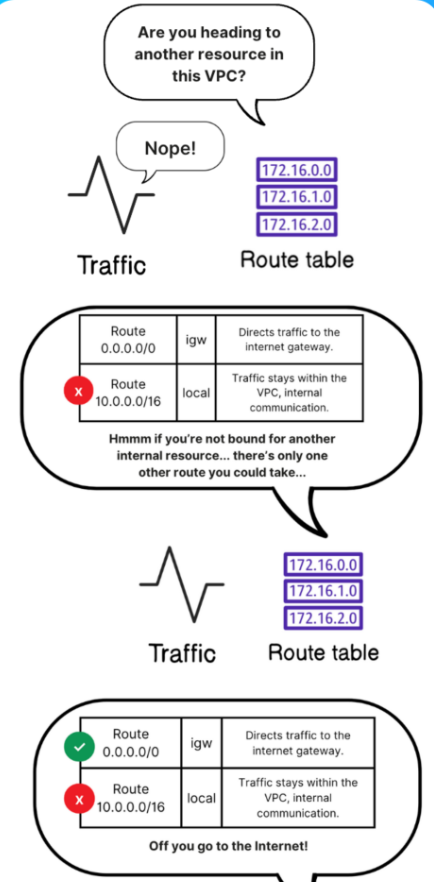 Are you heading to
another resource in
this VPC?
Nope!
172.16.0.0
172.16.1.0
172.16.2.0
Traffic
Route table
Route
0.0.0.0/0
igw
Directs traffic to the
internet gateway.
x
Route
10.0.0.0/16
local
Traffic stays within the
VPC, internal
communication.
Hmmm if you're not bound for another
internal resource... there's only one
other route you could take...
172.16.0.0
172.16.1.0
172.16.2.0
Traffic
Route table
Route
0.0.0.0/0
igw
Directs traffic to the
internet gateway.
x
Route
10.0.0.0/16
local
Traffic stays within the
VPC, internal
communication.
Off you go to the Internet!